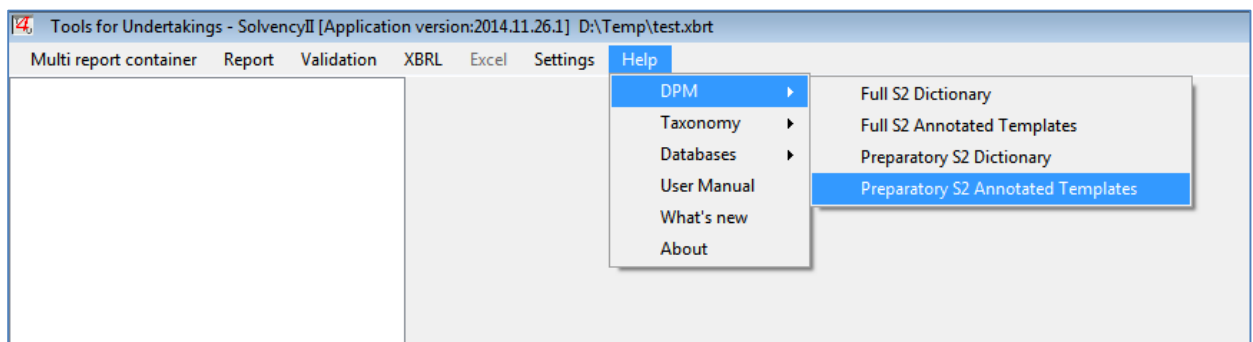 Tools for Undertakings - SolvencyII [Application version:2014.11.26.1] D:\Temp\test.xbrt
Multi report container Report Validation XBRL Excel Settings Help
DPM Full S2 Dictionary
Taxonomy Full S2 Annotated Templates
Databases Preparatory S2 Dictionary
User Manual Preparatory S2 Annotated Templates
What's new
About